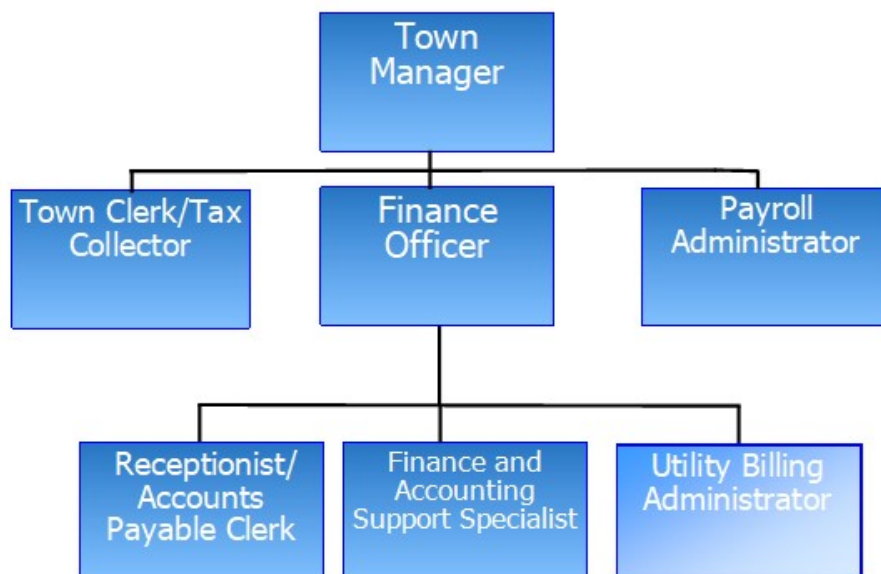 Town
Manager
Town Clerk/Tax
Collector
Finance
Officer
Payroll
Administrator
Receptionist/
Accounts
Payable Clerk
Finance and
Accounting
Support Specialist
Utility Billing
Administrator